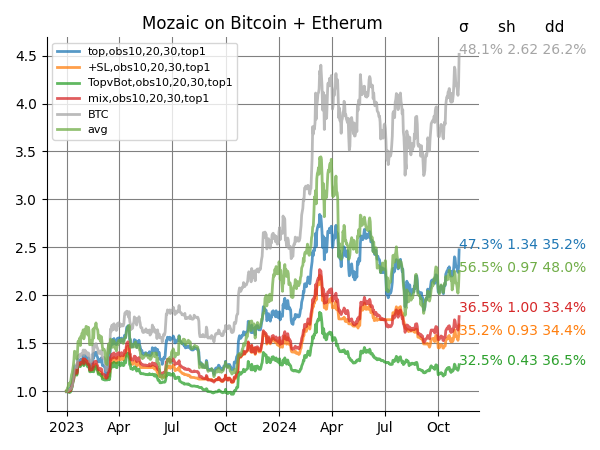 Mozaic on Bitcoin + Etherum
σ sh dd
top,obs10,20,30,top1
+SL,obs10,20,30,top1
TopvBot,obs10,20,30,top1
mix,obs10,20,30,top1
BTC
avg
48.1% 2.62 26.2%
47.3% 1.34 35.2%
56.5% 0.97 48.0%
36.5% 1.00 33.4%
35.2% 0.93 34.4%
32.5% 0.43 36.5%
4.5
4.0
3.5
3.0
2.5
2.0
1.5
1.0
2023 Apr Jul Oct 2024 Apr Jul Oct